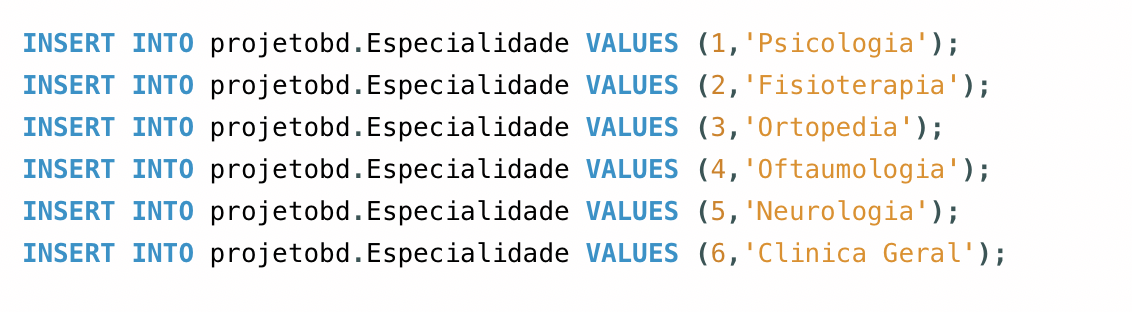 INSERT INTO projetobd.Especialidade VALUES (1,'Psicologia');
INSERT INTO projetobd.Especialidade VALUES (2,'Fisioterapia');
INSERT INTO projetobd.Especialidade VALUES (3,'Ortopedia');
INSERT INTO projetobd.Especialidade VALUES (4,'Oftaumologia');
INSERT INTO projetobd.Especialidade VALUES (5,'Neurologia');
INSERT INTO projetobd.Especialidade VALUES (6,'Clinica Geral');